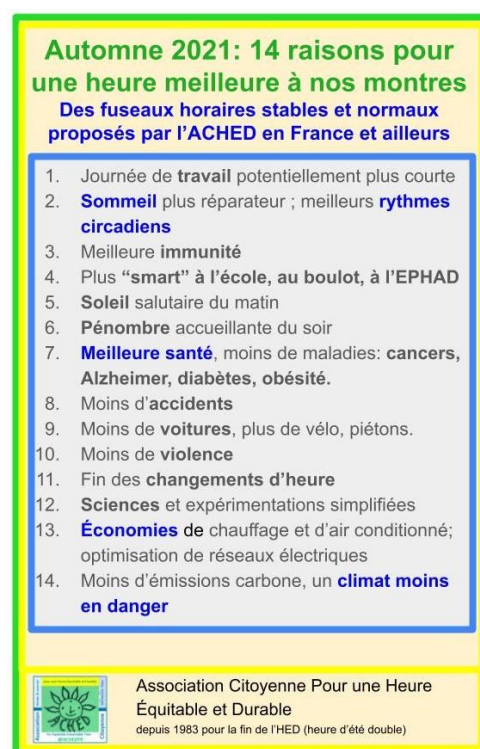 Automne 2021: 14 raisons pour
une heure meilleure à nos montres
Des fuseaux horaires stables et normaux
proposés par l'ACHED en France et ailleurs
1. Journée de travail potentiellement plus courte
2. Sommeil plus réparateur ; meilleurs rythmes
circadiens
3. Meilleure immunité
4. Plus “smart” à l'école, au boulot, à l'EPHAD
5. Soleil salutaire du matin
6. Pénombre accueillante du soir
7. Meilleure santé, moins de maladies: cancers,
Alzheimer, diabètes, obésité.
8. Moins d'accidents
9. Moins de voitures, plus de vélo, piétons.
10. Moins de violence
11. Fin des changements d'heure
12. Sciences et expérimentations simplifiées
13. Économies de chauffage et d'air conditionné;
optimisation de réseaux électriques
14. Moins d'émissions carbone, un climat moins
en danger
ACHED
Association Citoyenne Pour une Heure
Équitable et Durable
depuis 1983 pour la fin de l'HED (heure d'été double)